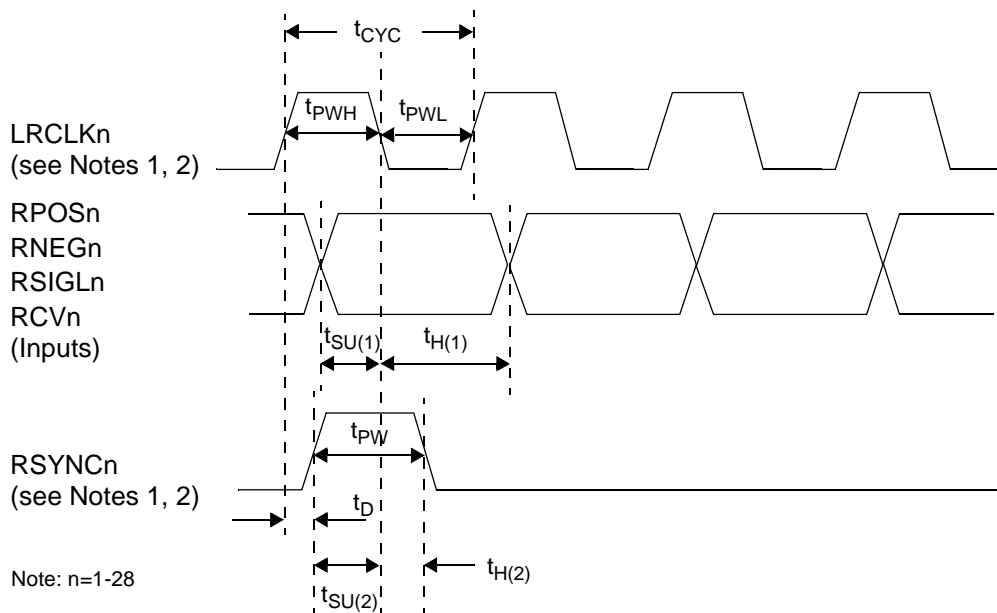 tCYC
tPWH
tPWL
LRCLKn
(see Notes 1, 2)
RPOSn
RNEGn
RSIGLn
RCVn
(Inputs)
tSU(1)
tH(1)
tPW
RSYNCn
(see Notes 1, 2)
tD
tH(2)
Note: n=1-28
tSU(2)